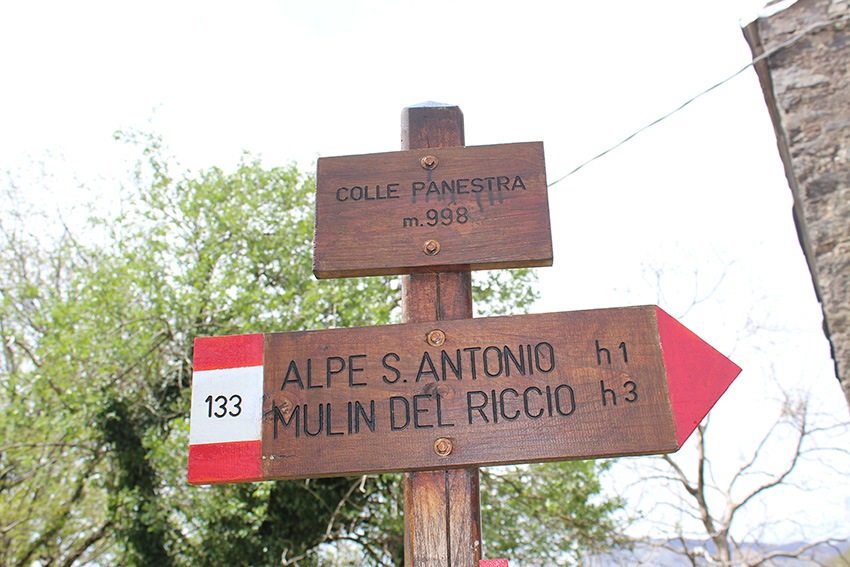 COLLE PANESTRA
m.998
ALPE S. ANTONIO h1
133
MULIN DEL RICCIO h3